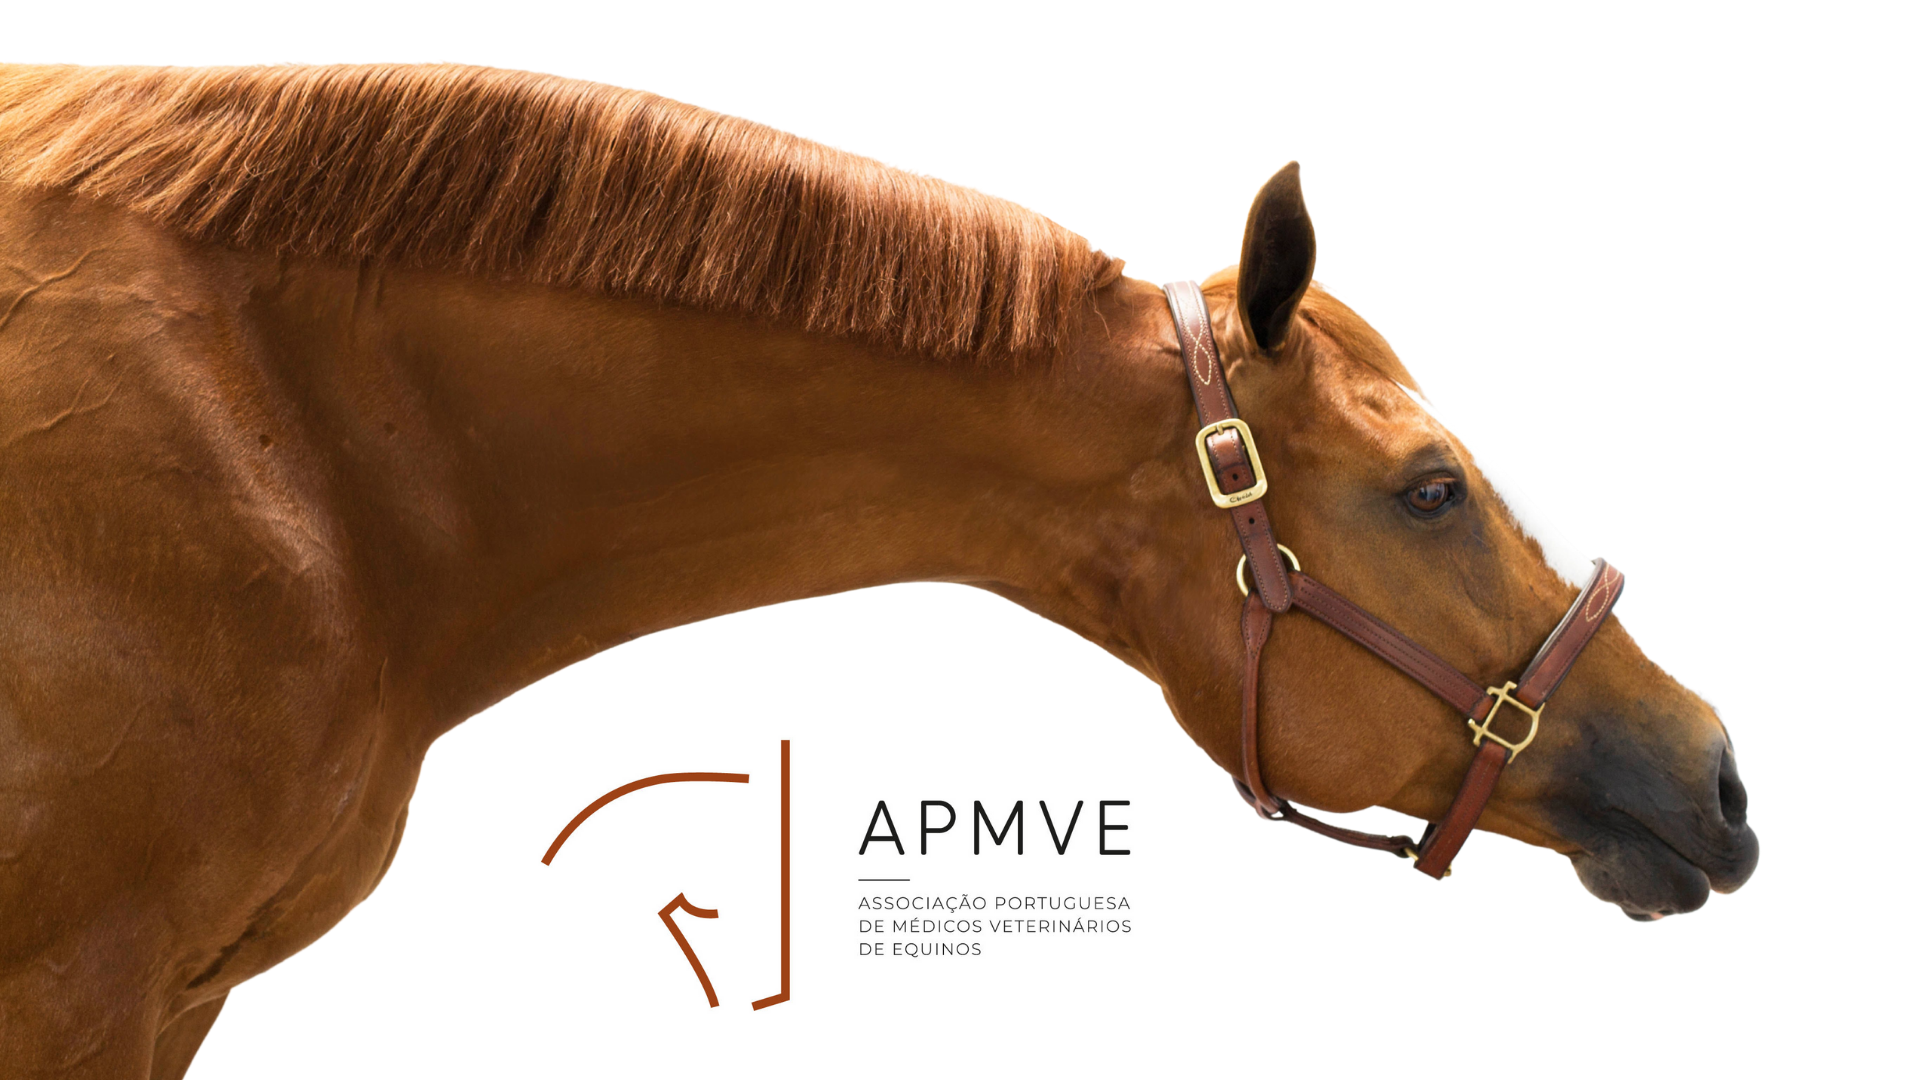 APMVE
ASSOCIAÇÃO PORTUGUESA
DE MÉDICOS VETERINÁRIOS
DE EQUINOS